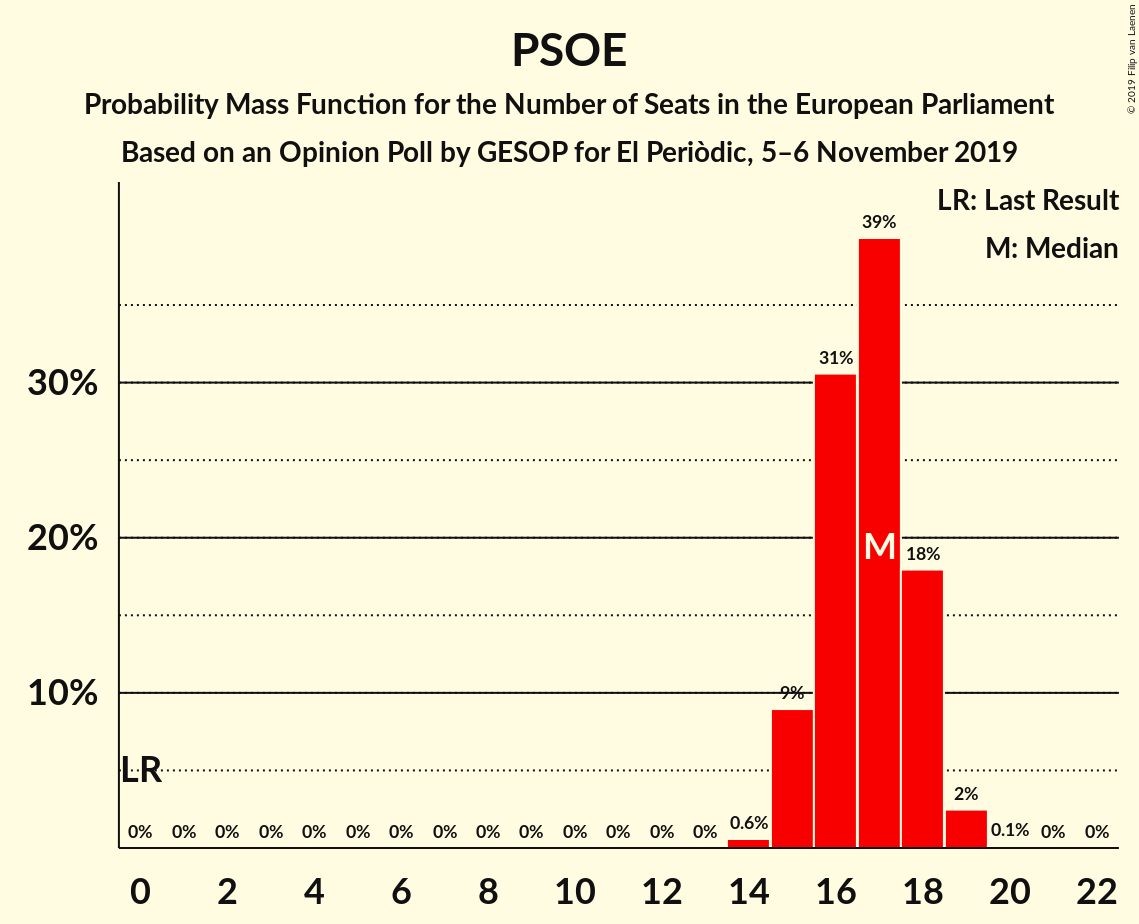 PSOE
Probability Mass Function for the Number of Seats in the European Parliament
Based on an Opinion Poll by GESOP for El Periòdic, 5–6 November 2019
© 2019 Filip van Laenen
LR: Last Result
M: Median
39%
31%
30%
20%
M
18%
10%
9%
LR
2%
0% 0% 0% 0% 0% 0% 0% 0% 0% 0% 0% 0% 0% 0% 0.6% 0.1% 0% 0%
0 2 4 6 8 10 12 14 16 18 20 22